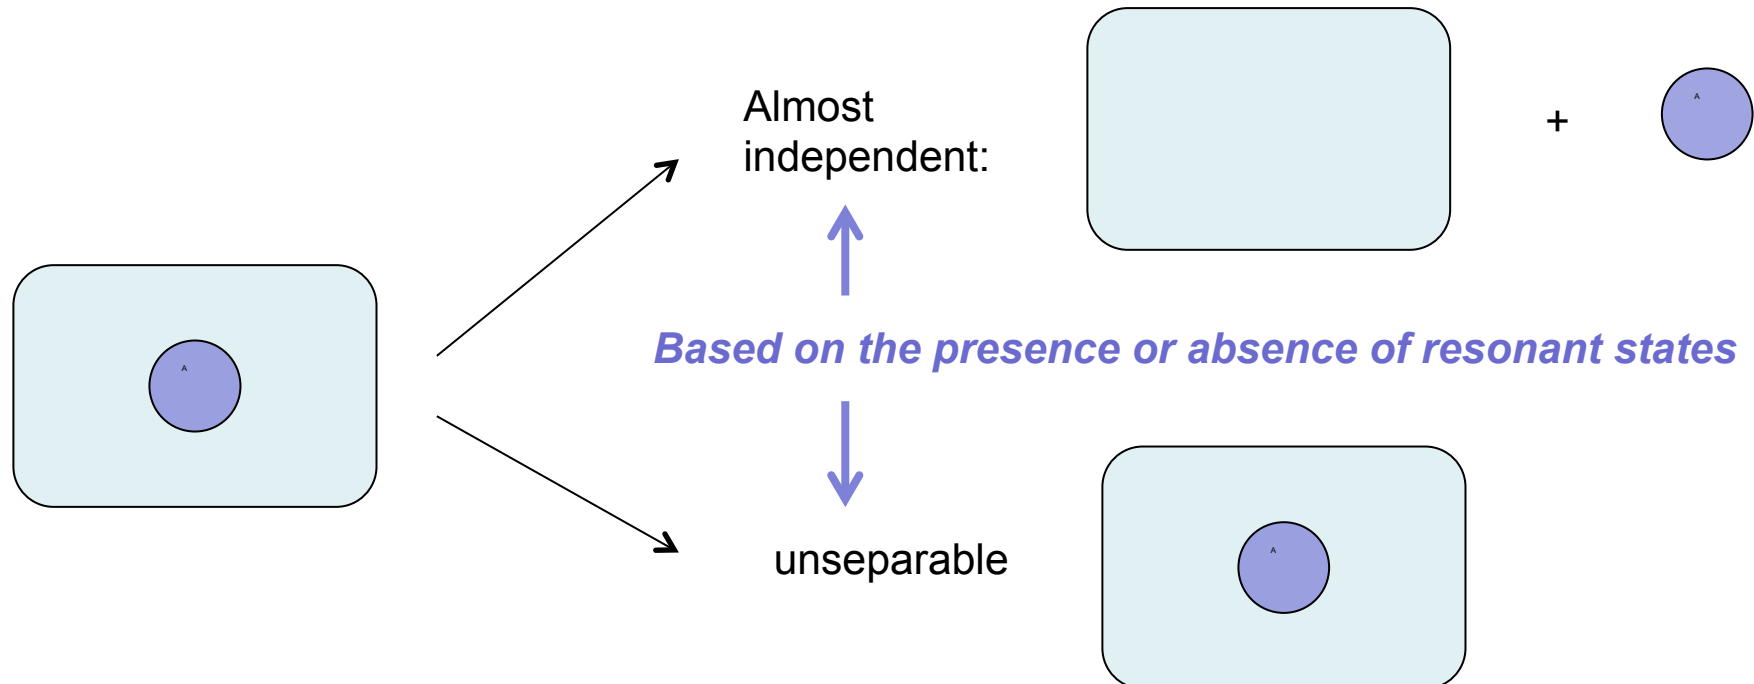 Almost
independent:
+
A
Based on the presence or absence of resonant states
A
unseparable
A